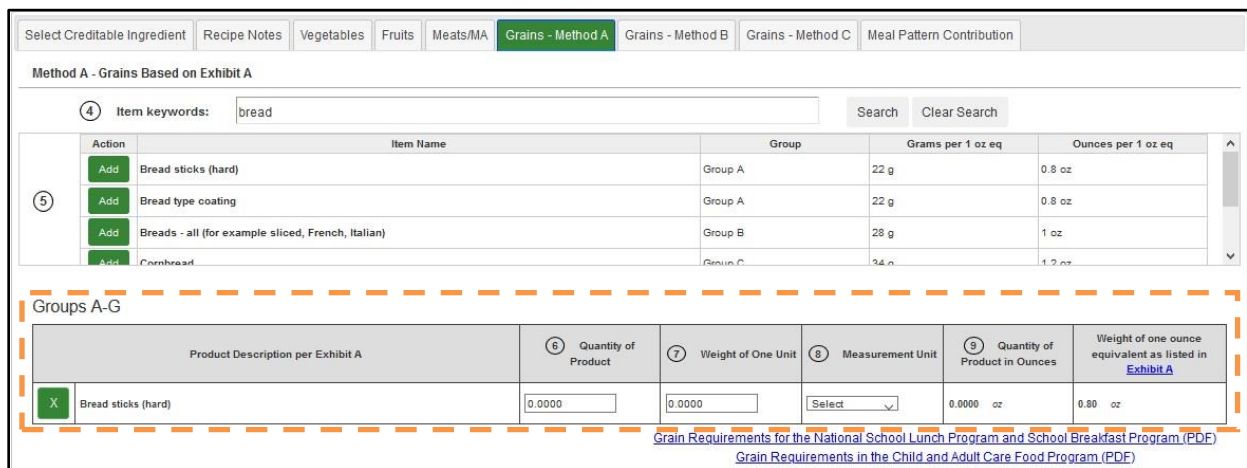 Select Creditable Ingredient Recipe Notes Vegetables Fruits Meats/MA Grains - Method A Grains - Method B Grains - Method C Meal Pattern Contribution
Method A - Grains Based on Exhibit A
4 Item keywords: bread Search Clear Search
Action Item Name Group Grams per 1 oz eq Ounces per 1 oz eq
Add Bread sticks (hard) Group A 22 g 0.8 oz
5 Add Bread type coating Group A 22 g 0.8 oz
Add Breads - all (for example sliced, French, Italian) Group B 28 g 1 oz
Add Cornbread Group C 34 g 1.2 oz
Groups A-G
Product Description per Exhibit A 6 Quantity of Product 7 Weight of One Unit 8 Measurement Unit 9 Quantity of Product in Ounces Weight of one ounce equivalent as listed in Exhibit A
X Bread sticks (hard) 0.0000 0.0000 Select 0.0000 oz 0.80 oz
Grain Requirements for the National School Lunch Program and School Breakfast Program (PDF)
Grain Requirements in the Child and Adult Care Food Program (PDF)